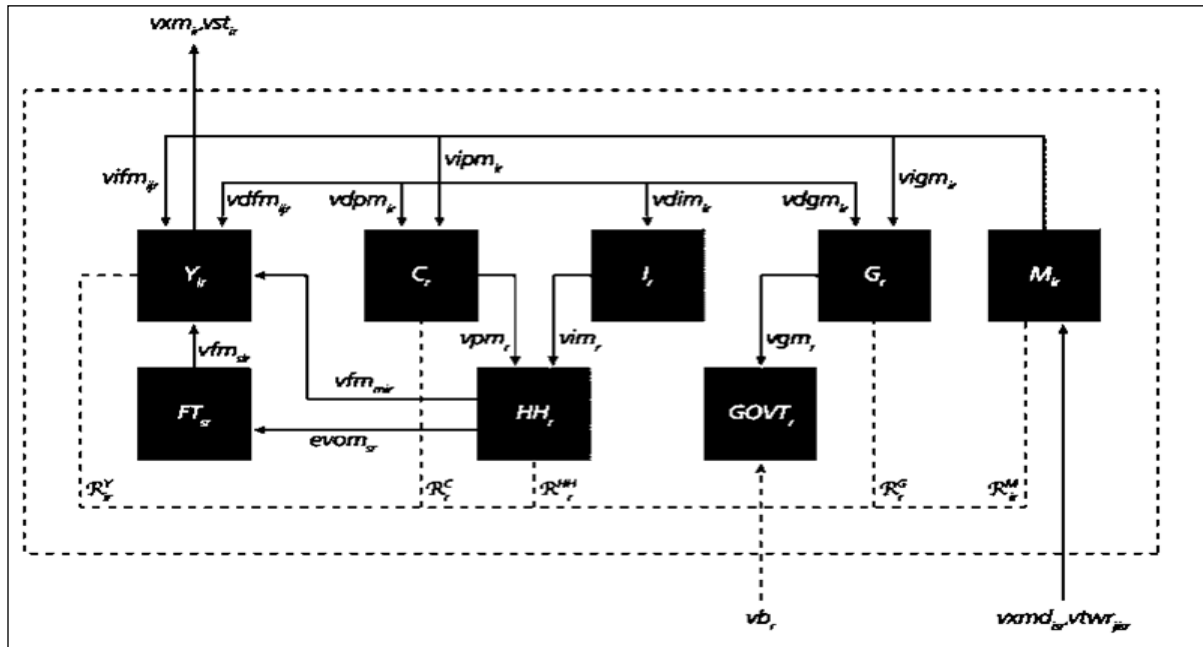 vxm_ir,vst_ir
vipm_ir
vifm_ijr
vigm_ir
vdfm_ijr
vdpm_ir
vdim_ir
vdgm_ir
Y_ir
C_r
I_r
G_r
M_ir
vfm_sir
vpm_r
vim_r
vgm_r
vfm_mir
FT_sr
HH_r
GOVT_r
evom_sr
ℛ^Y_ir
ℛ^C_r
ℛ^HH_r
ℛ^G_r
ℛ^M_ir
vb_r
vxmd_isr,vtwr_jisr